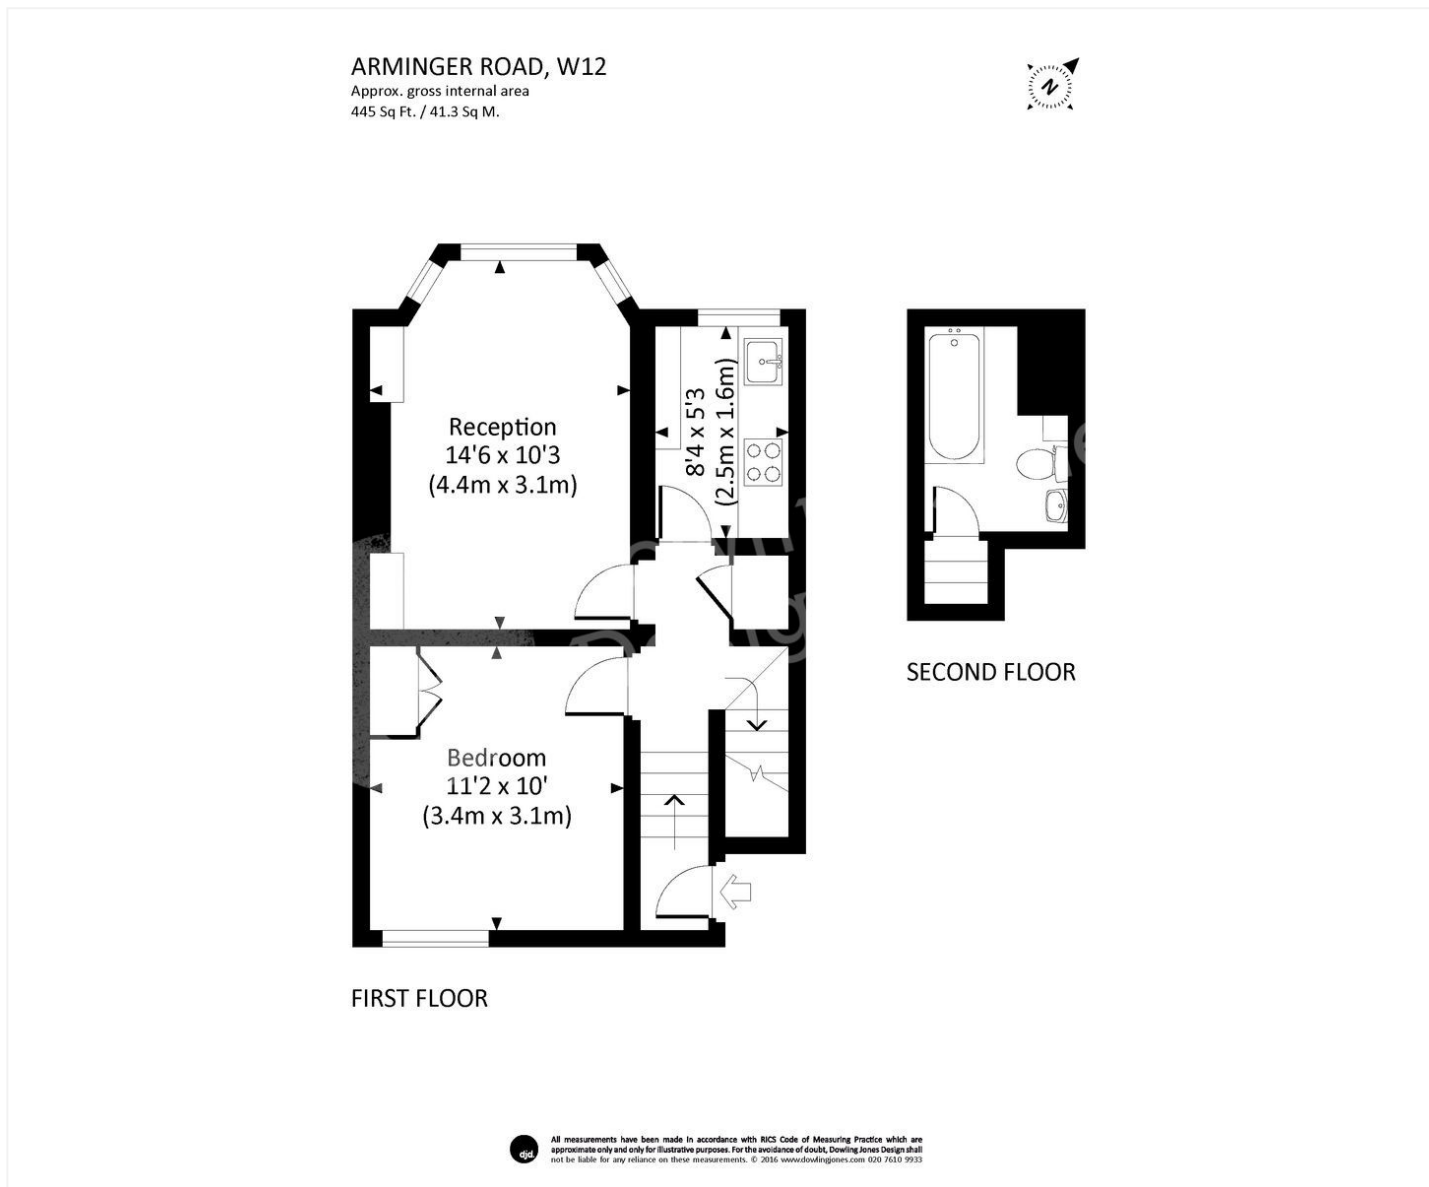 ARMINGER ROAD, W12
Approx. gross internal area
445 Sq Ft. / 41.3 Sq M.
N
Reception
14'6 x 10'3
(4.4m x 3.1m)
8'4 x 5'3
(2.5m x 1.6m)
Bedroom
11'2 x 10'
(3.4m x 3.1m)
SECOND FLOOR
FIRST FLOOR
djd.
All measurements have been made in accordance with RICS Code of Measuring Practice which are
approximate only and only for illustrative purposes. For the avoidance of doubt, Dowling Jones Design shall
not be liable for any reliance on these measurements. © 2016 www.dowlingjones.com 020 7610 9933